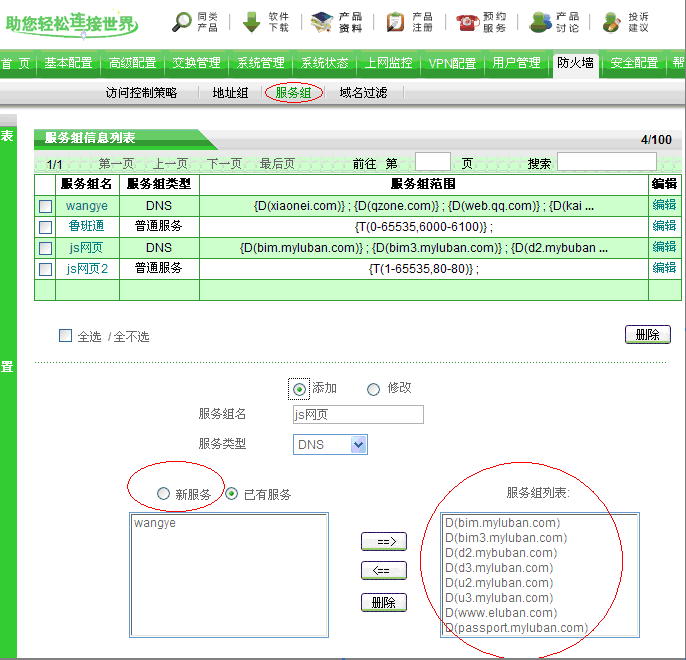 助您轻松连接世界
同类产品 软件下载 产品资料 产品注册 预约服务 产品讨论 投诉建议
首 页 基本配置 高级配置 交换管理 系统管理 系统状态 上网监控 VPN配置 用户管理 防火墙 安全配置 帮
访问控制策略 地址组 服务组 域名过滤
表
服务组信息列表 4/100
1/1 第一页 上一页 下一页 最后页 前往 第 页 搜索
服务组名 服务组类型 服务组范围 编辑
wangye DNS {D(xiaonei.com)} ; {D(qzone.com)} ; {D(web.qq.com)} ; {D(kai ... 编辑
鲁班通 普通服务 {T(0-65535,6000-6100)} ; 编辑
js网页 DNS {D(bim.myluban.com)} ; {D(bim3.myluban.com)} ; {D(d2.mybuban ... 编辑
js网页2 普通服务 {T(1-65535,80-80)} ; 编辑
全选 / 全不选 删除
置
添加 修改
服务组名 js网页
服务类型 DNS
新服务 已有服务 服务组列表:
wangye
==>
<==
删除
D(bim.myluban.com)
D(bim3.myluban.com)
D(d2.mybuban.com)
D(d3.myluban.com)
D(u2.myluban.com)
D(u3.myluban.com)
D(www.eluban.com)
D(passport.myluban.com)